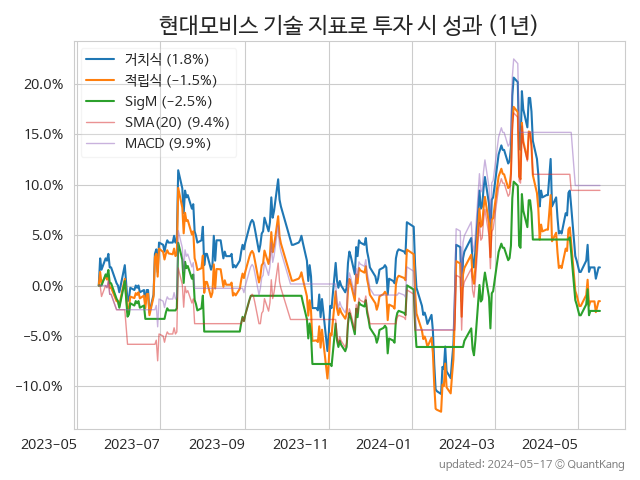 현대모비스 기술 지표로 투자 시 성과 (1년)
거치식 (1.8%)
적립식 (−1.5%)
SigM (−2.5%)
SMA(20) (9.4%)
MACD (9.9%)
20.0%
15.0%
10.0%
5.0%
0.0%
−5.0%
−10.0%
2023-05 2023-07 2023-09 2023-11 2024-01 2024-03 2024-05
updated: 2024-05-17 © QuantKang